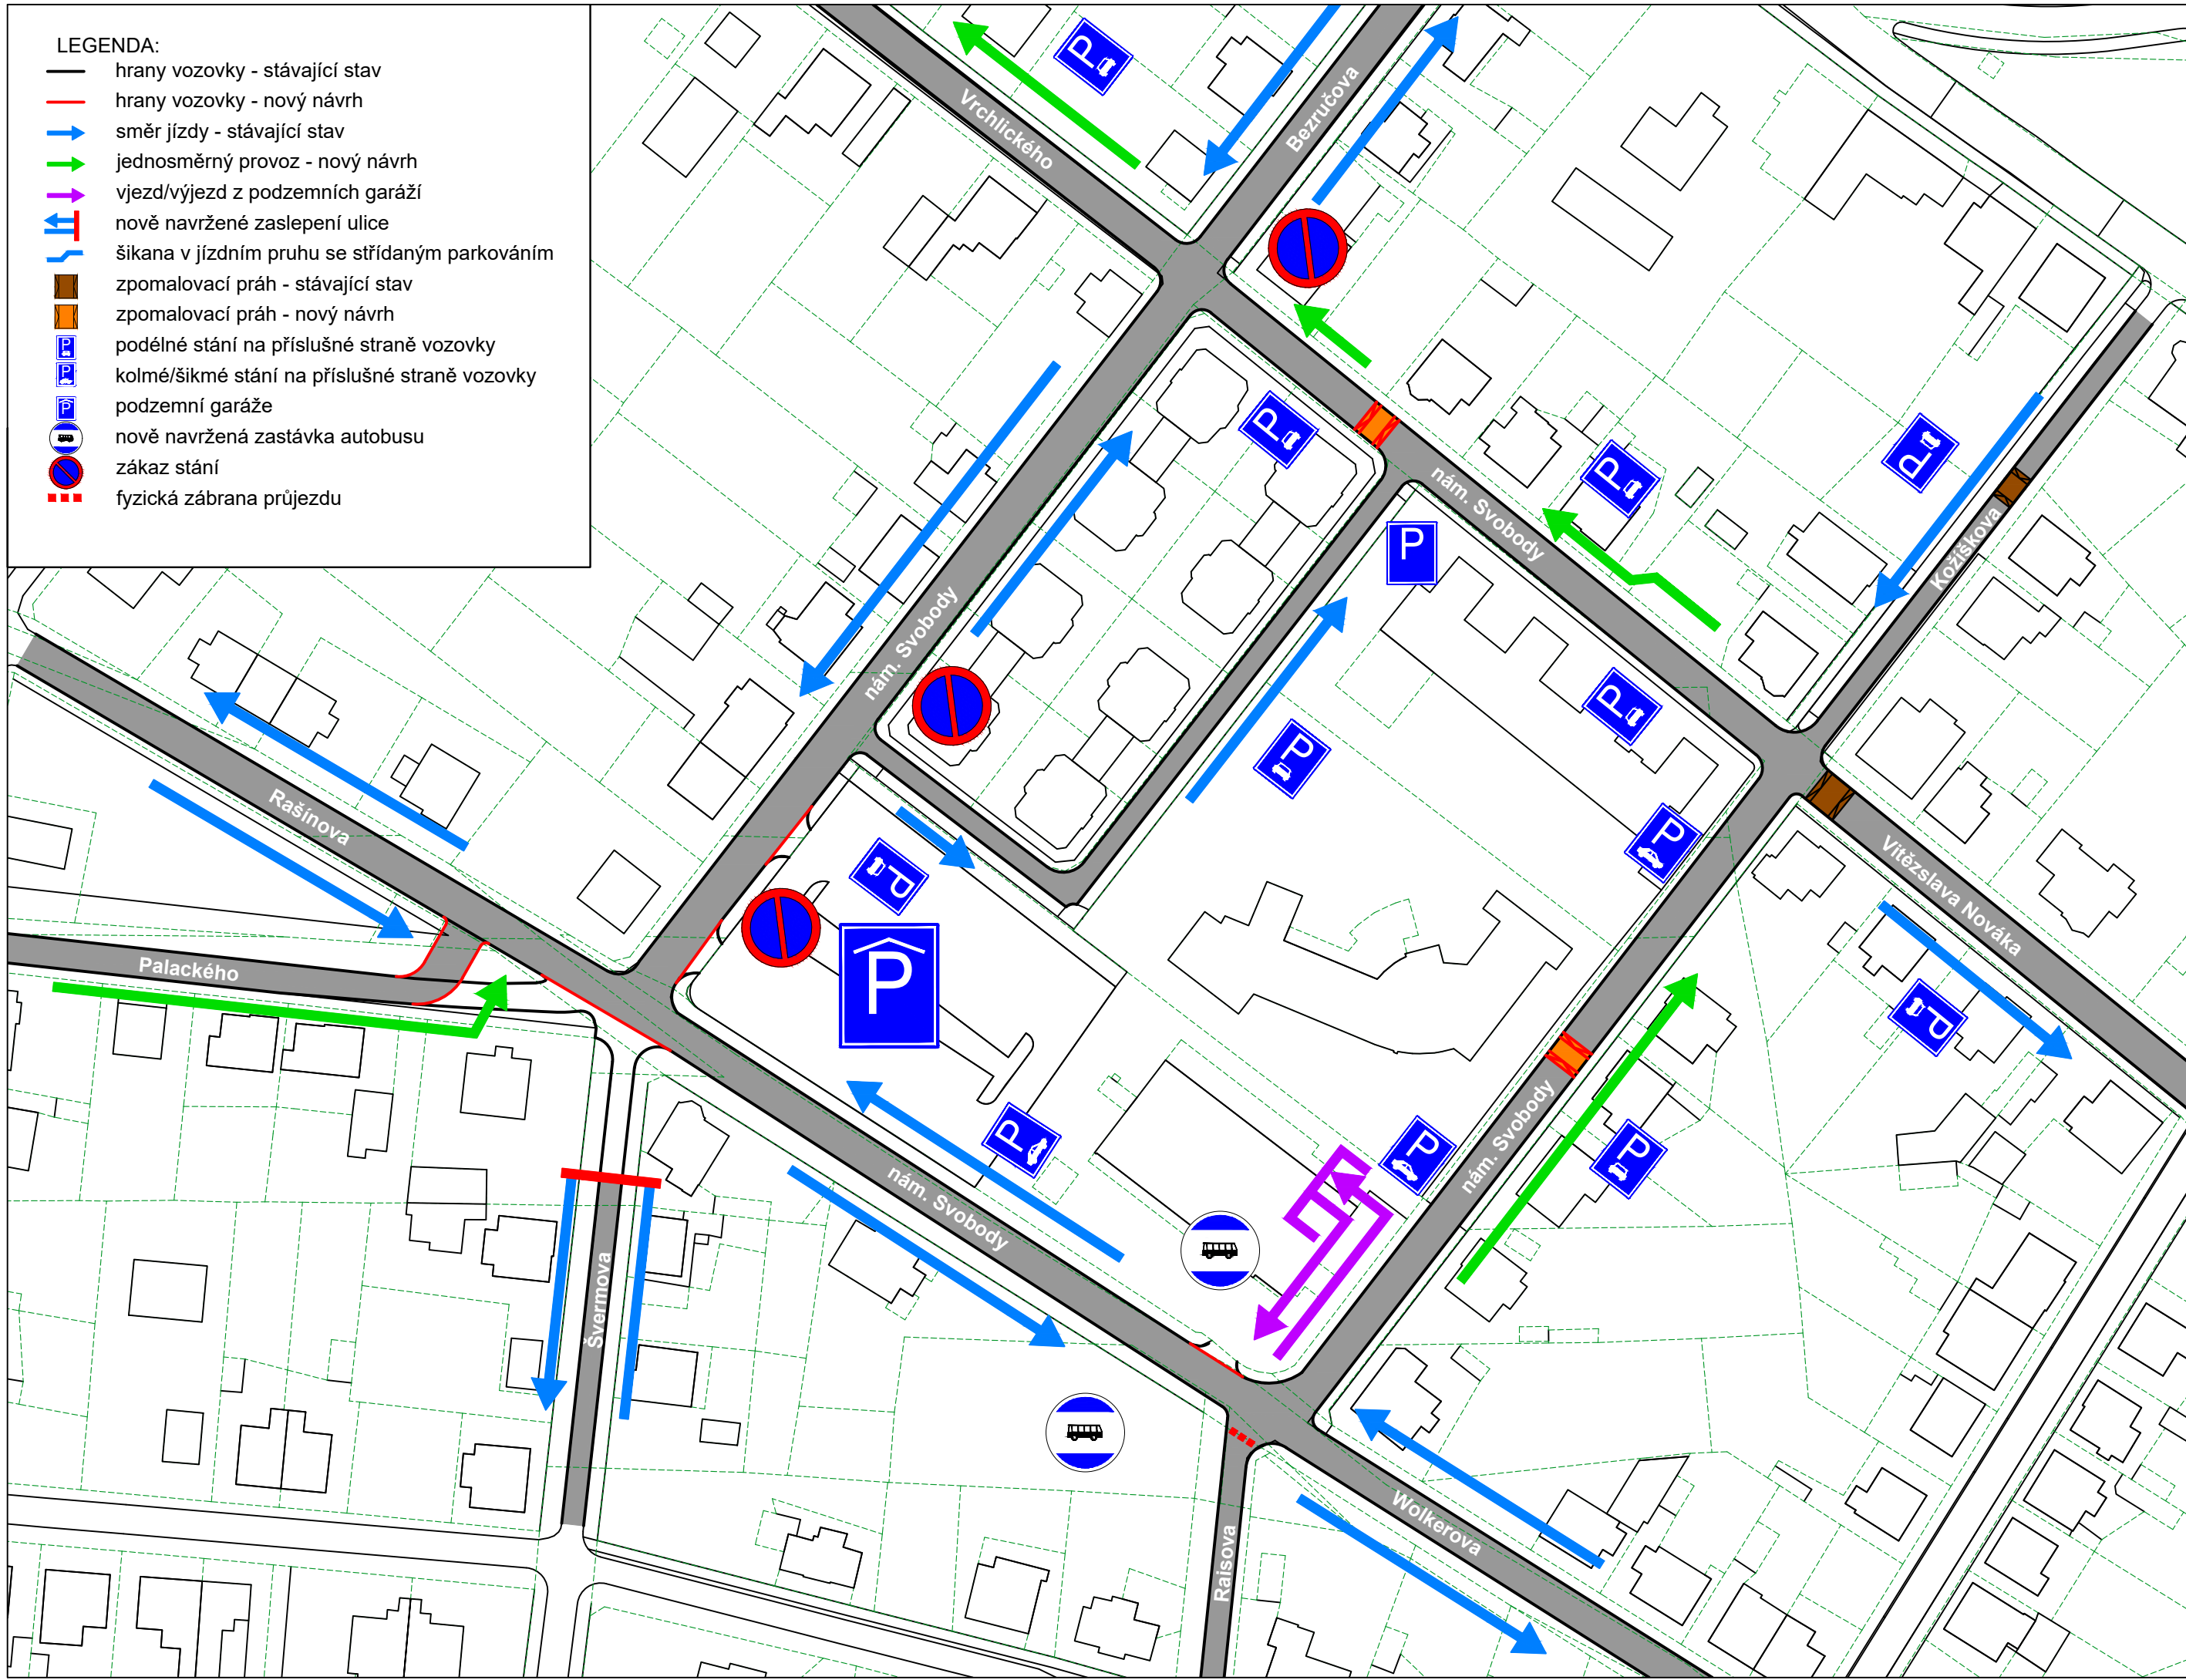 LEGENDA:
hrany vozovky - stávající stav
hrany vozovky - nový návrh
směr jízdy - stávající stav
jednosměrný provoz - nový návrh
vjezd/výjezd z podzemních garáží
nově navržené zaslepení ulice
šikana v jízdním pruhu se střídaným parkováním
zpomalovací práh - stávající stav
zpomalovací práh - nový návrh
P podélné stání na příslušné straně vozovky
P kolmé/šikmé stání na příslušné straně vozovky
P podzemní garáže
nově navržená zastávka autobusu
zákaz stání
fyzická zábrana průjezdu
P
Vrchlického
Bezručova
P
nám. Svobody
P
P
P
Kožíškova
nám. Svobody
P
P
P
Rašínova
P
Vitězslava Nováka
Palackého
P
P
P
nám. Svobody
P
P
P
nám. Svobody
Švermova
Raisova
Wolkerova